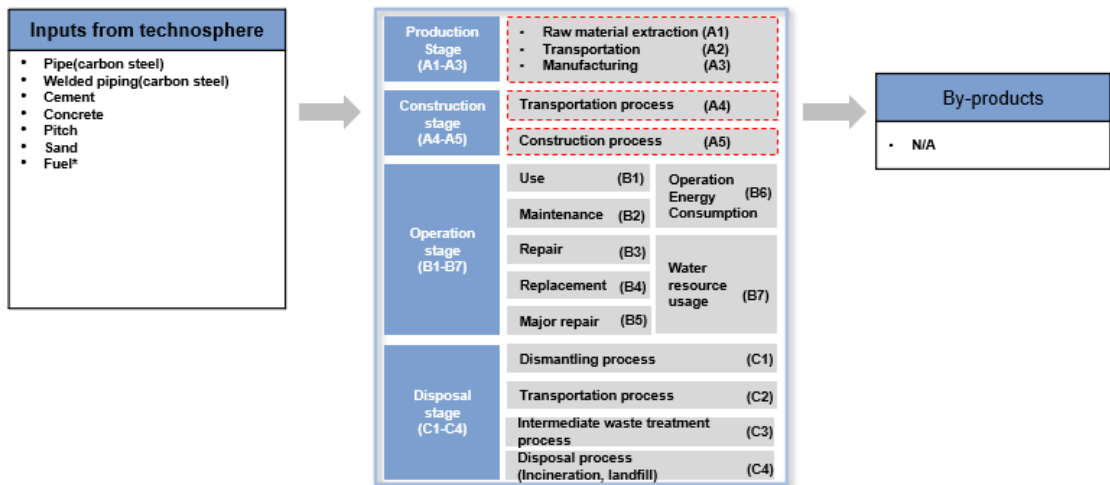 Inputs from technosphere
• Pipe(carbon steel)
• Welded piping(carbon steel)
• Cement
• Concrete
• Pitch
• Sand
• Fuel*
Production
Stage
(A1-A3)
• Raw material extraction (A1)
• Transportation (A2)
• Manufacturing (A3)
Construction
stage
(A4-A5)
Transportation process (A4)
Construction process (A5)
Operation
stage
(B1-B7)
Use (B1)
Maintenance (B2)
Repair (B3)
Replacement (B4)
Major repair (B5)
Operation
Energy (B6)
Consumption
Water
resource (B7)
usage
Disposal
stage
(C1-C4)
Dismantling process (C1)
Transportation process (C2)
Intermediate waste treatment
process (C3)
Disposal process
(Incineration, landfill) (C4)
By-products
• N/A